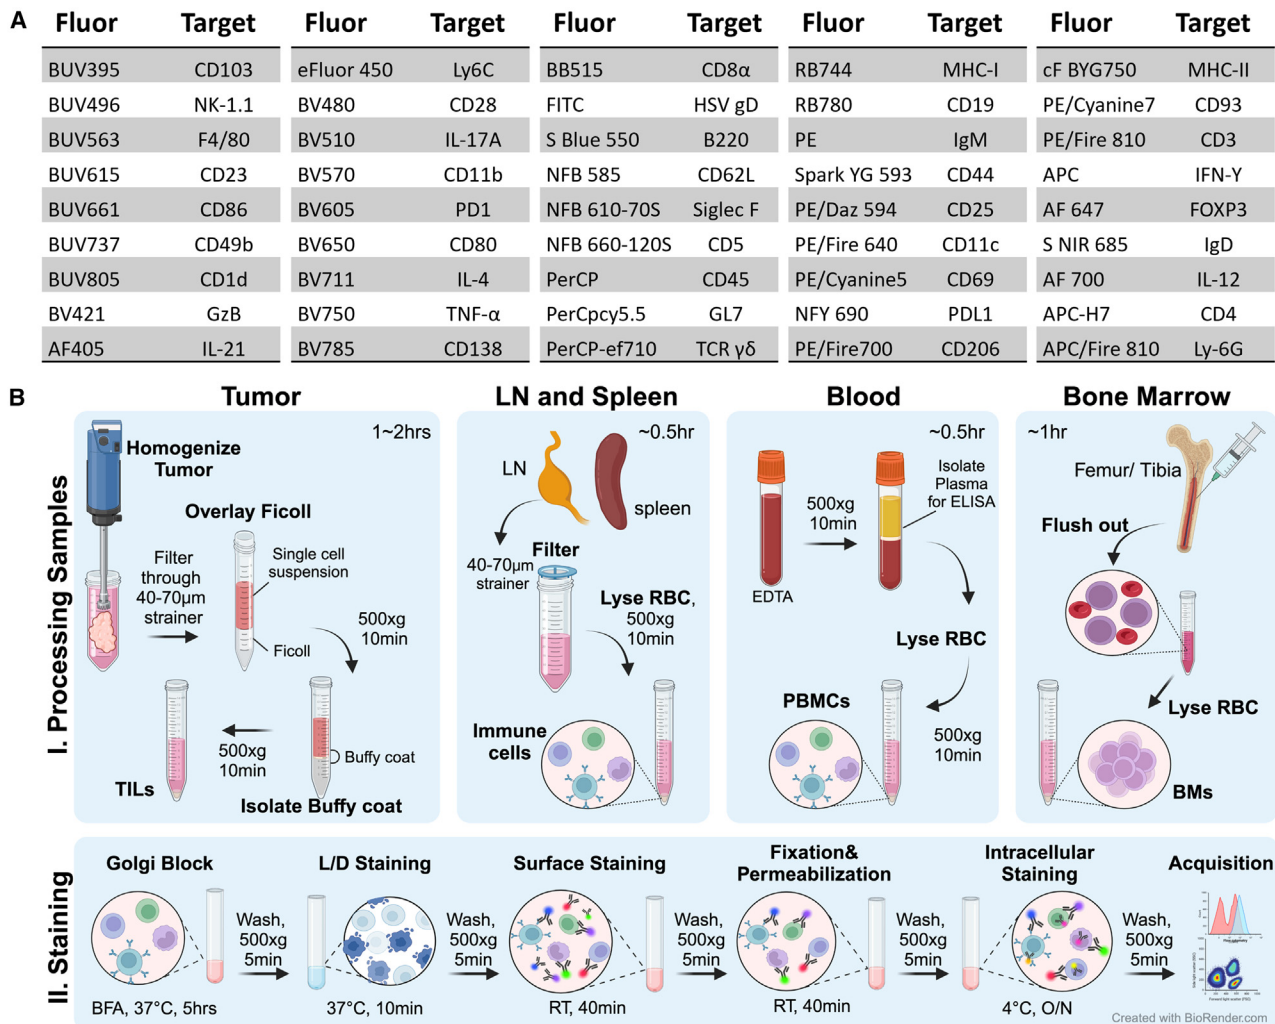 A
Fluor Target Fluor Target Fluor Target Fluor Target Fluor Target
BUV395 CD103 eFluor 450 Ly6C BB515 CD8α RB744 MHC-I cF BYG750 MHC-II
BUV496 NK-1.1 BV480 CD28 FITC HSV gD RB780 CD19 PE/Cyanine7 CD93
BUV563 F4/80 BV510 IL-17A S Blue 550 B220 PE IgM PE/Fire 810 CD3
BUV615 CD23 BV570 CD11b NFB 585 CD62L Spark YG 593 CD44 APC IFN-Y
BUV661 CD86 BV605 PD1 NFB 610-70S Siglec F PE/Daz 594 CD25 AF 647 FOXP3
BUV737 CD49b BV650 CD80 NFB 660-120S CD5 PE/Fire 640 CD11c S NIR 685 IgD
BUV805 CD1d BV711 IL-4 PerCP CD45 PE/Cyanine5 CD69 AF 700 IL-12
BV421 GzB BV750 TNF-α PerCPcy5.5 GL7 NFY 690 PDL1 APC-H7 CD4
AF405 IL-21 BV785 CD138 PerCP-ef710 TCR γδ PE/Fire700 CD206 APC/Fire 810 Ly-6G
B
I. Processing Samples
Tumor
1~2hrs
Homogenize
Tumor
Filter
through
40-70µm
strainer
Overlay Ficoll
Single cell
suspension
Ficoll
500xg
10min
Buffy coat
Isolate Buffy coat
500xg
10min
TILs
LN and Spleen
~0.5hr
LN
spleen
40-70µm
strainer
Filter
Lyse RBC,
500xg
10min
Immune
cells
Blood
~0.5hr
EDTA
500xg
10min
Isolate
Plasma
for ELISA
Lyse RBC
500xg
10min
PBMCs
Bone Marrow
~1hr
Femur/ Tibia
Flush out
Lyse RBC
BMs
II. Staining
Golgi Block
BFA, 37°C, 5hrs
Wash,
500xg
5min
L/D Staining
37°C, 10min
Wash,
500xg
5min
Surface Staining
RT, 40min
Wash,
500xg
5min
Fixation&
Permeabilization
RT, 40min
Wash,
500xg
5min
Intracellular
Staining
4°C, O/N
Wash,
500xg
5min
Acquisition
Created with BioRender.com